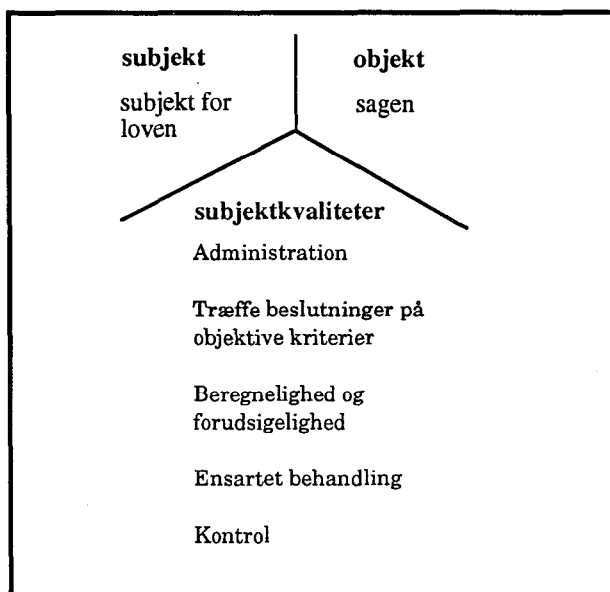 subjekt
subjekt for
loven
objekt
sagen
subjektkvaliteter
Administration
Træffe beslutninger på
objektive kriterier
Beregnelighed og
forudsigelighed
Ensartet behandling
Kontrol